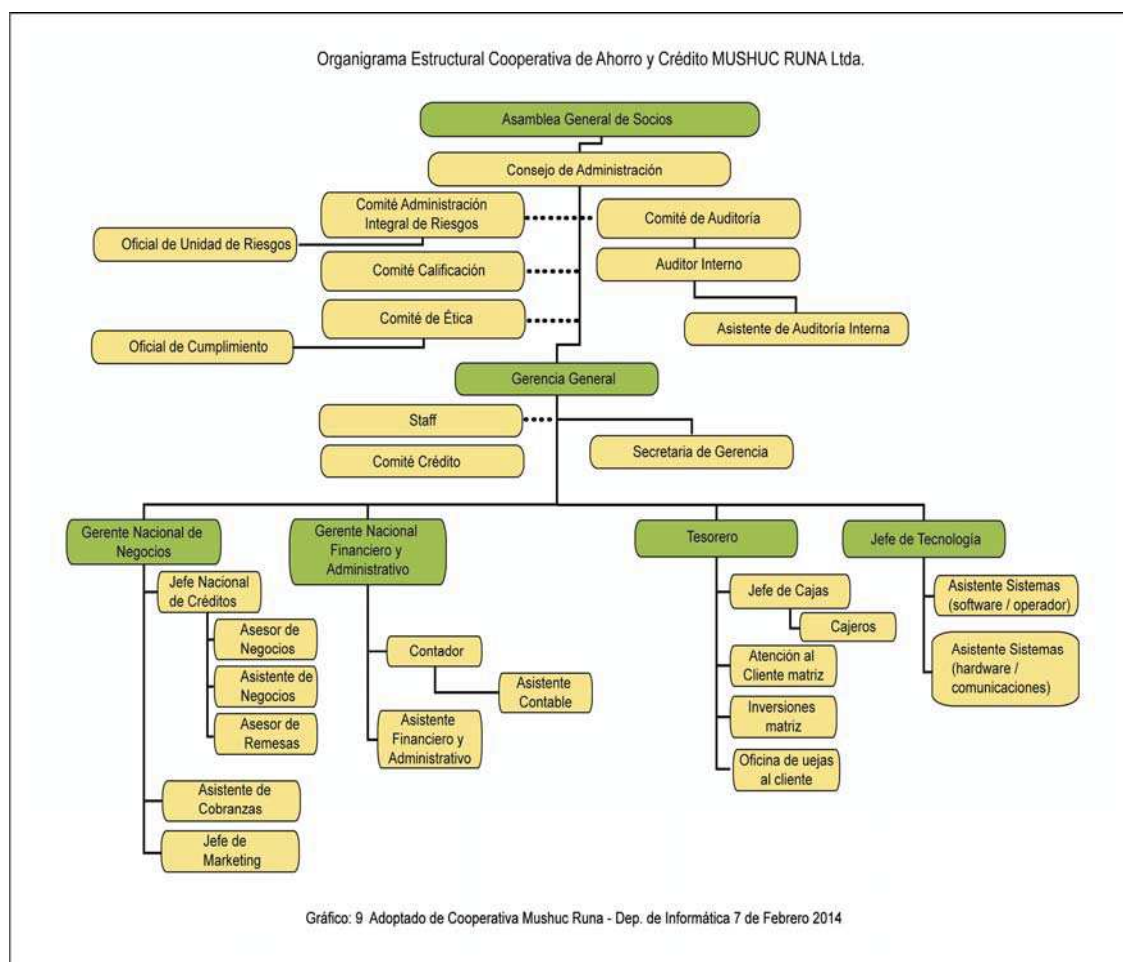 Organigrama Estructural Cooperativa de Ahorro y Crédito MUSHUC RUNA Ltda.
Asamblea General de Socios
Consejo de Administración
Comité Administración
Integral de Riesgos
Comité de Auditoría
Oficial de Unidad de Riesgos
Auditor Interno
Comité Calificación
Comité de Ética
Asistente de Auditoría Interna
Oficial de Cumplimiento
Gerencia General
Staff
Secretaria de Gerencia
Comité Crédito
Gerente Nacional de
Negocios
Jefe Nacional
de Créditos
Asesor de
Negocios
Asistente de
Negocios
Asesor de
Remesas
Asistente de
Cobranzas
Jefe de
Marketing
Gerente Nacional
Financiero y
Administrativo
Contador
Asistente
Contable
Asistente
Financiero y
Administrativo
Tesorero
Jefe de Cajas
Cajeros
Atención al
Cliente matriz
Inversiones
matriz
Oficina de uejas
al cliente
Jefe de Tecnología
Asistente Sistemas
(software / operador)
Asistente Sistemas
(hardware /
comunicaciones)
Gráfico: 9 Adoptado de Cooperativa Mushuc Runa - Dep. de Informática 7 de Febrero 2014